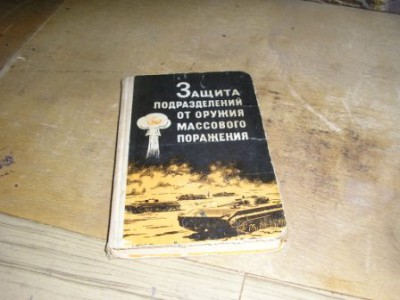 ЗАЩИТА
ПОДРАЗДЕЛЕНИЙ
ОТ ОРУЖИЯ
МАССОВОГО
ПОРАЖЕНИЯ